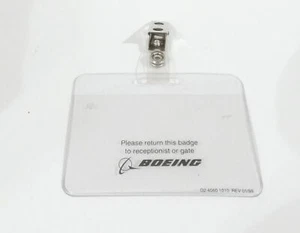 Please return this badge
to receptionist or gate
BOEING